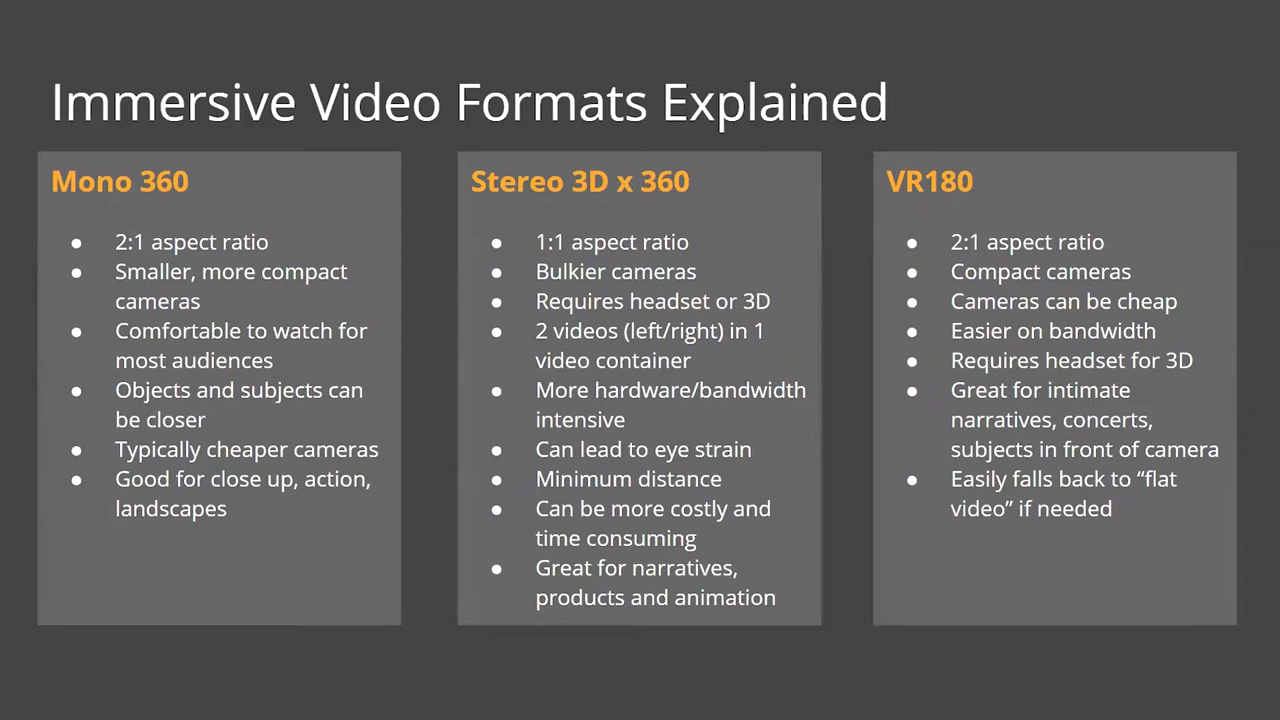 Immersive Video Formats Explained
Mono 360
● 2:1 aspect ratio
● Smaller, more compact
cameras
● Comfortable to watch for
most audiences
● Objects and subjects can
be closer
● Typically cheaper cameras
● Good for close up, action,
landscapes
Stereo 3D x 360
● 1:1 aspect ratio
● Bulkier cameras
● Requires headset or 3D
● 2 videos (left/right) in 1
video container
● More hardware/bandwidth
intensive
● Can lead to eye strain
● Minimum distance
● Can be more costly and
time consuming
● Great for narratives,
products and animation
VR180
● 2:1 aspect ratio
● Compact cameras
● Cameras can be cheap
● Easier on bandwidth
● Requires headset for 3D
● Great for intimate
narratives, concerts,
subjects in front of camera
● Easily falls back to “flat
video” if needed